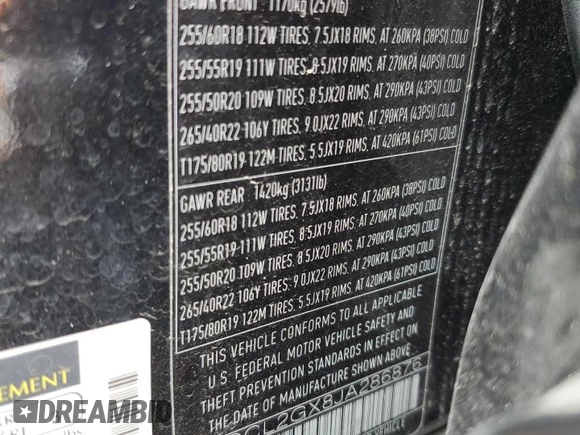 GAWR FRONT 1170kg (2579lb)
255/60R18 112W TIRES, 7.5JX18 RIMS, AT 260KPA (38PSI) COLD
255/55R19 111W TIRES, 8.5JX19 RIMS, AT 270KPA (40PSI) COLD
255/50R20 109W TIRES, 8.5JX20 RIMS, AT 290KPA (43PSI) COLD
265/40R22 106Y TIRES, 9.0JX22 RIMS, AT 290KPA (43PSI) COLD
T175/80R19 122M TIRES, 5.5JX19 RIMS, AT 420KPA (61PSI) COLD
GAWR REAR 1420kg (3131lb)
255/60R18 112W TIRES, 7.5JX18 RIMS, AT 260KPA (38PSI) COLD
255/55R19 111W TIRES, 8.5JX19 RIMS, AT 270KPA (40PSI) COLD
255/50R20 109W TIRES, 8.5JX20 RIMS, AT 290KPA (43PSI) COLD
265/40R22 106Y TIRES, 9.0JX22 RIMS, AT 290KPA (43PSI) COLD
T175/80R19 122M TIRES, 5.5JX19 RIMS, AT 420KPA (61PSI) COLD
THIS VEHICLE CONFORMS TO ALL APPLICABLE
U.S. FEDERAL MOTOR VEHICLE SAFETY AND
THEFT PREVENTION STANDARDS IN EFFECT ON
THE DATE OF MANUFACTURE SHOWN ABOVE
CL2GX8JA286876
VEHICLE
EMENT
lbs
© DREAMBID
YOUR DREAM AUTOBID